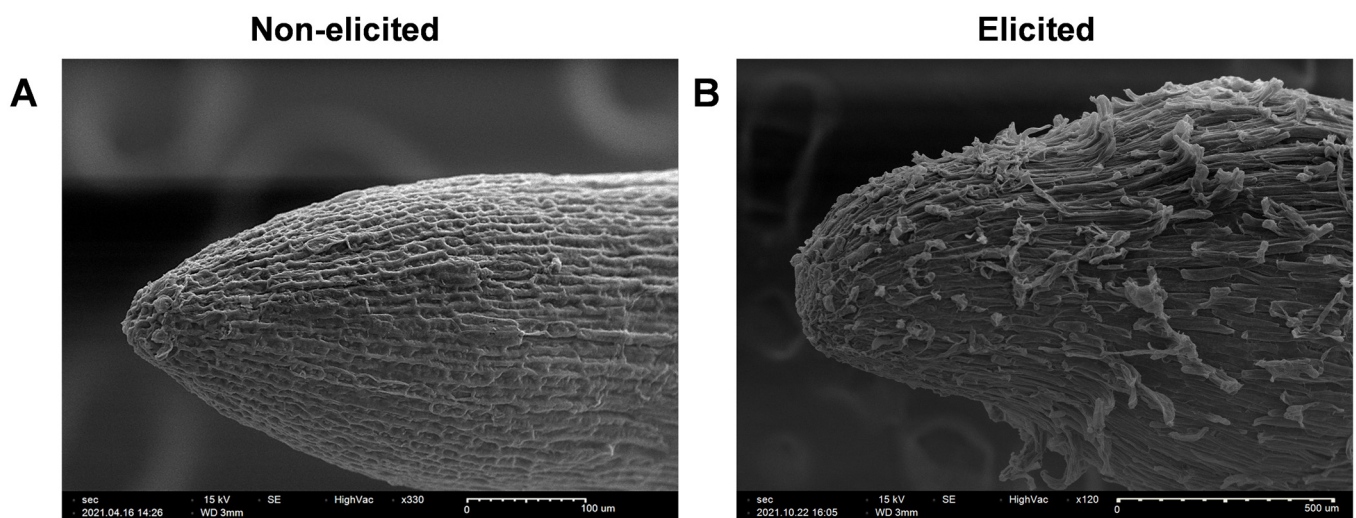 Non-elicited
Elicited
A
B
sec 15 kV SE HighVac x330 0 100 um
2021.04.16 14:26 WD 3mm
sec 15 kV SE HighVac x120 0 500 um
2021.10.22 16:05 WD 3mm